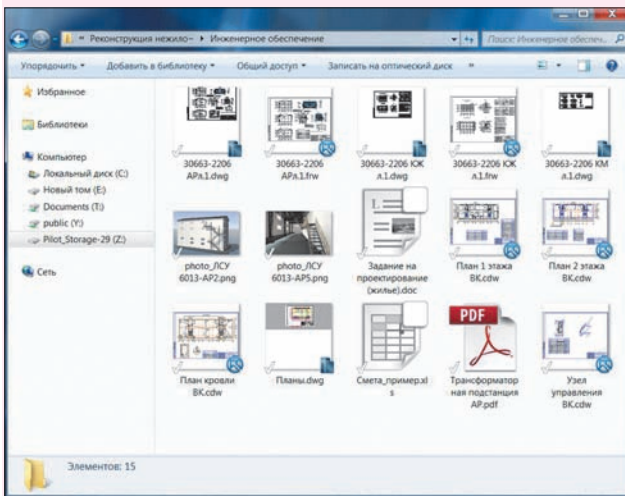 « Реконструкция нежило- ▸ Инженерное обеспечение
Поиск: Инженерное обеспеч...
Упорядочить
Добавить в библиотеку
Общий доступ
Записать на оптический диск
»
Избранное
Библиотеки
Компьютер
Локальный диск (C:)
Новый том (E:)
Documents (T:)
public (Y:)
Pilot_Storage-29 (Z:)
Сеть
30663-2206
АРл.1.dwg
30663-2206
АРл.1.frw
30663-2206 КЖ
л.1.dwg
30663-2206 КЖ
л.1.frw
30663-2206 КМ
л.1.dwg
photo_ЛСУ
6013-АР2.png
photo_ЛСУ
6013-АР5.png
Задание на
проектирование
(жилье).doc
План 1 этажа
ВК.cdw
План 2 этажа
ВК.cdw
План кровли
ВК.cdw
Планы.dwg
Смета_пример.xl
s
PDF
Трансформатор
ная подстанция
АР.pdf
Узел
управления
ВК.cdw
Элементов: 15